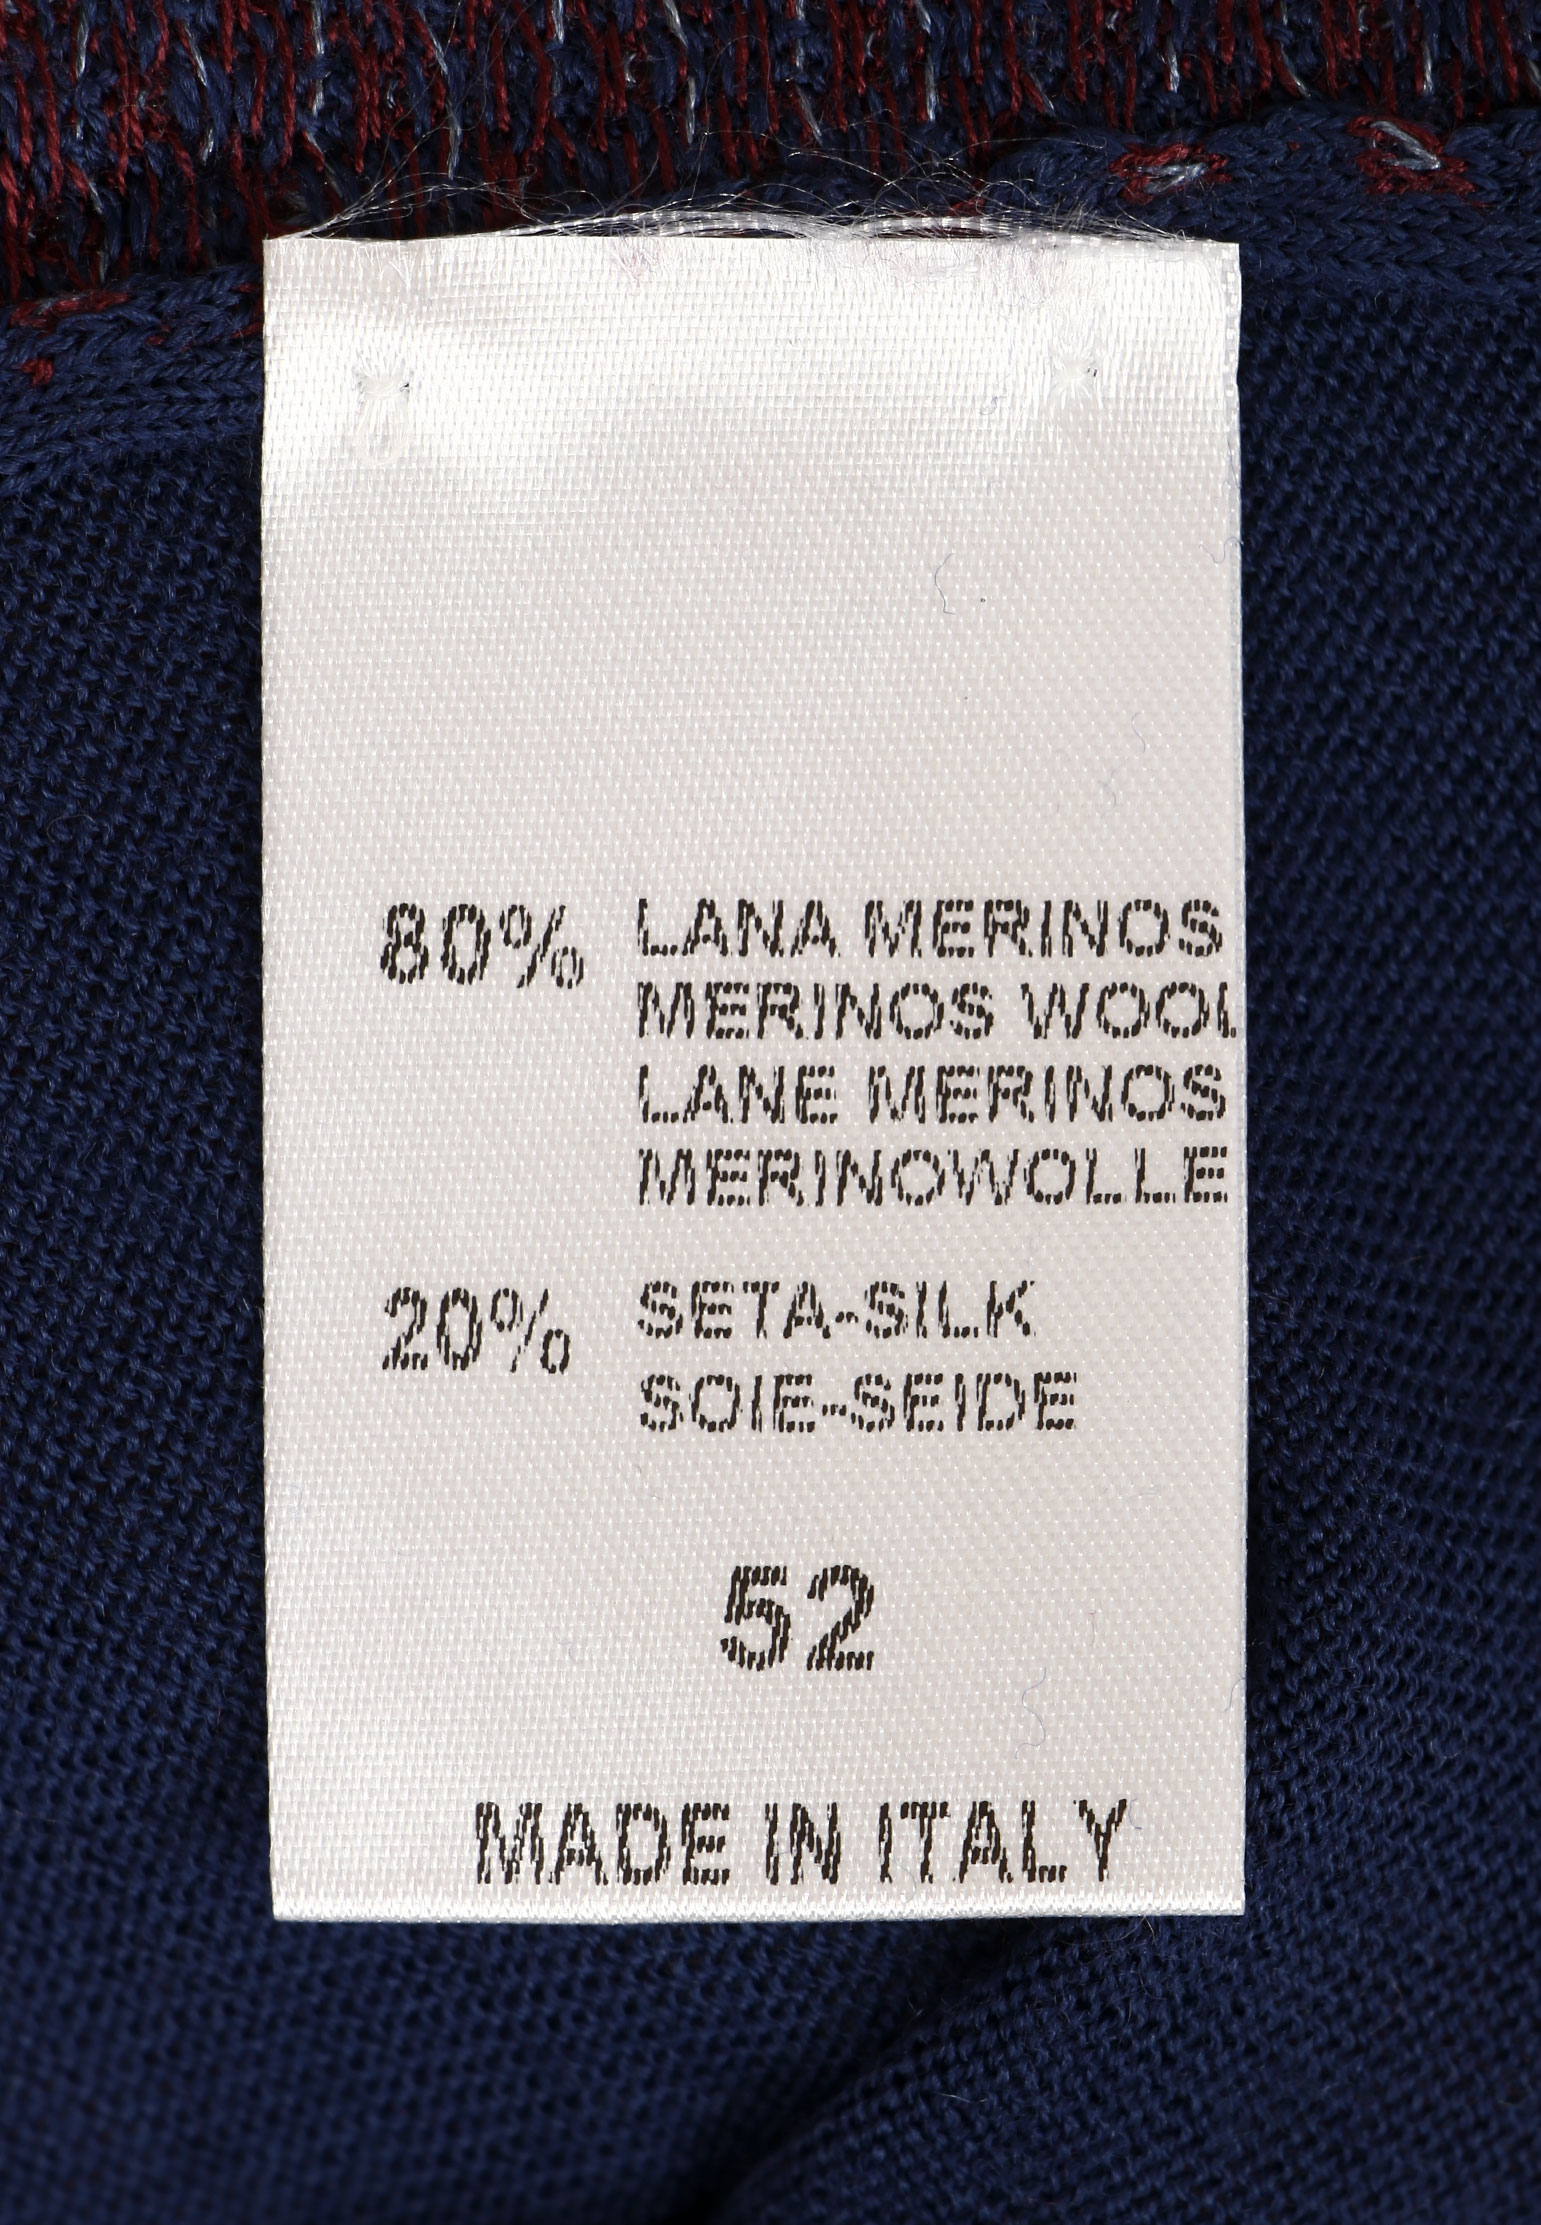 80% LANA MERINOS
MERINOS WOOL
LANE MERINOS
MERINOWOLLE
20% SETA-SILK
SOIE-SEIDE
52
MADE IN ITALY